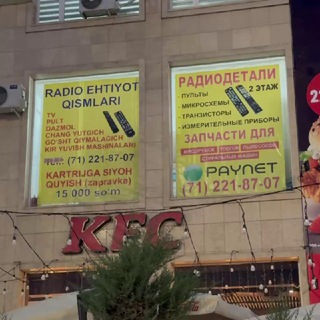 RADIO EHTIYOT
QISMLARI
TV
PULT
DAZMOL
CHANG YUTGICH
GO'SHT QIYMALAGICH
KIR YUVISH MASHINALARI
(71) 221-87-07
KARTRIJGA SIYOH
QUYISH (zapravka)
15 000 so'm
РАДИОДЕТАЛИ
2 ЭТАЖ
- ПУЛЬТЫ
- МИКРОСХЕМЫ
- ТРАНЗИСТОРЫ
- ИЗМЕРИТЕЛЬНЫЕ ПРИБОРЫ
ЗАПЧАСТИ ДЛЯ
PAYNET
(71) 221-87-07
KFC